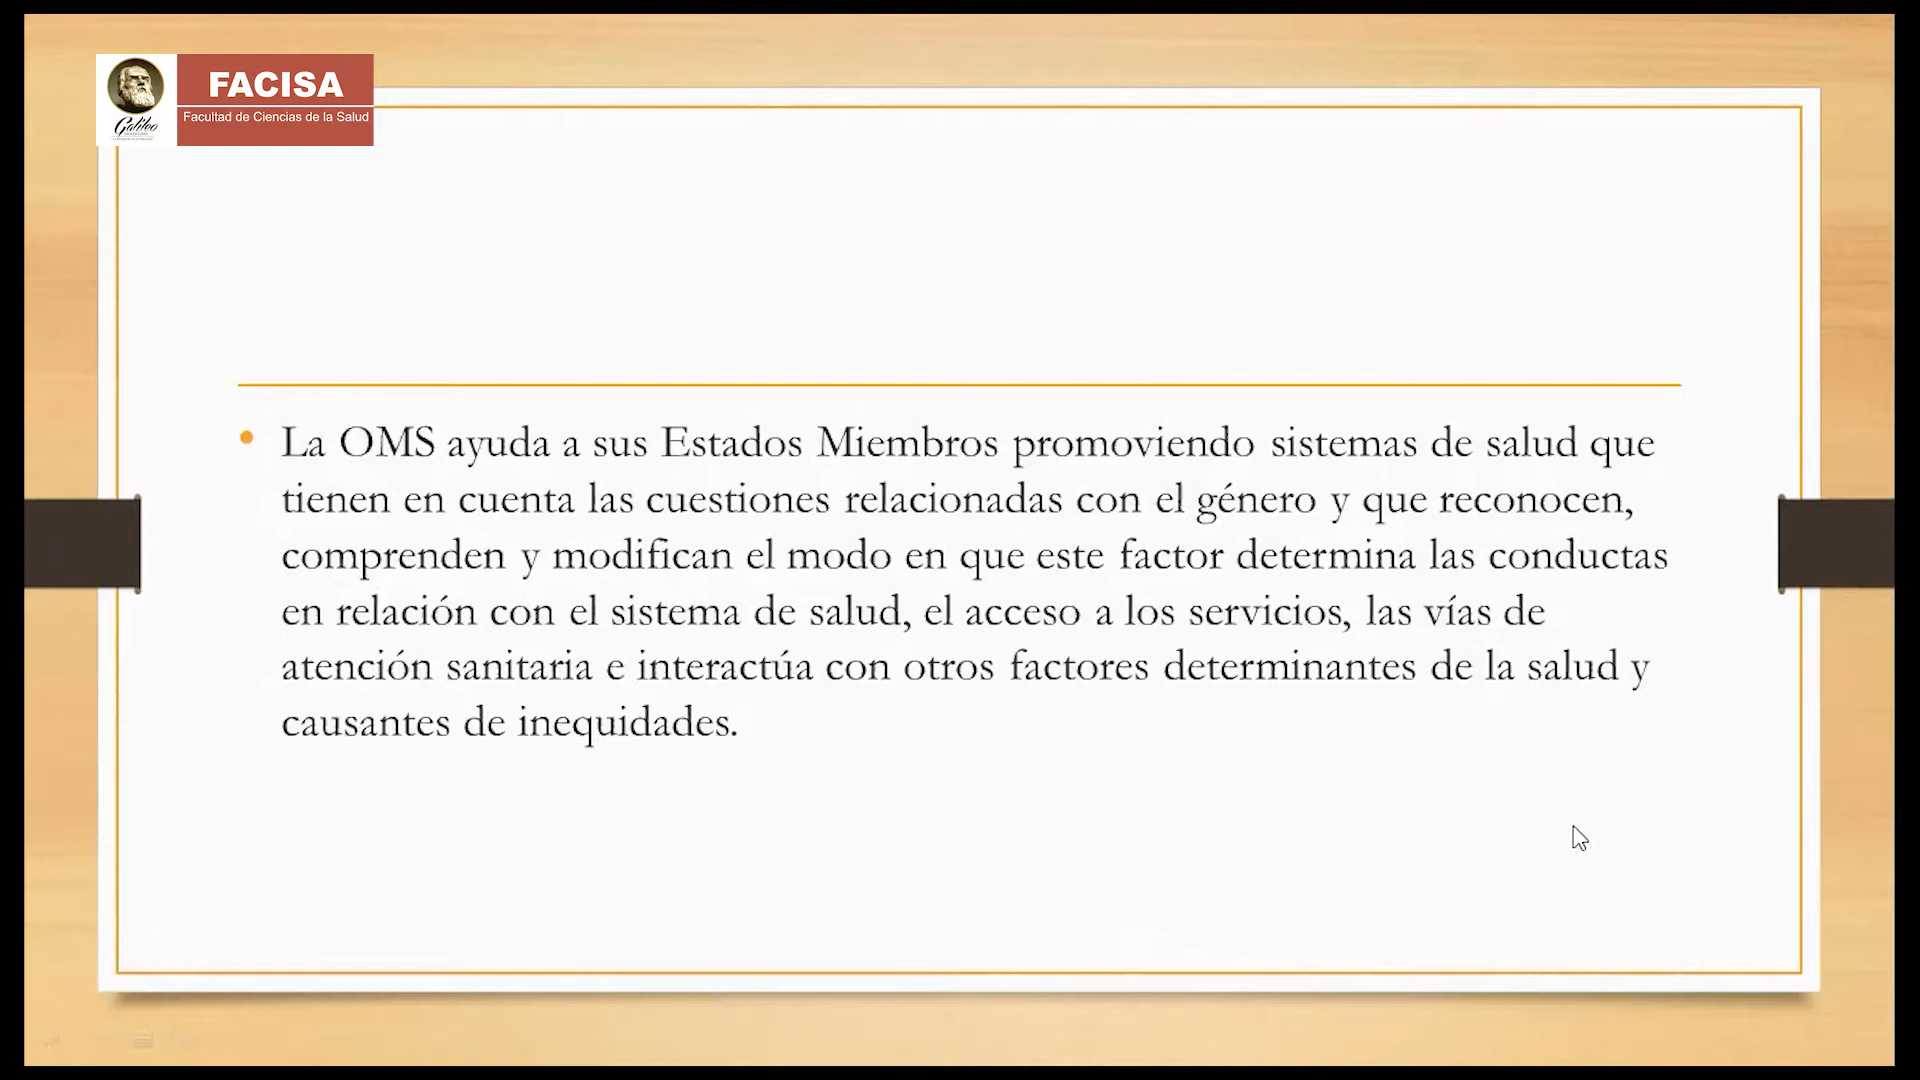 FACISA
Facultad de Ciencias de la Salud
Galileo
• La OMS ayuda a sus Estados Miembros promoviendo sistemas de salud que
tienen en cuenta las cuestiones relacionadas con el género y que reconocen,
comprenden y modifican el modo en que este factor determina las conductas
en relación con el sistema de salud, el acceso a los servicios, las vías de
atención sanitaria e interactúa con otros factores determinantes de la salud y
causantes de inequidades.